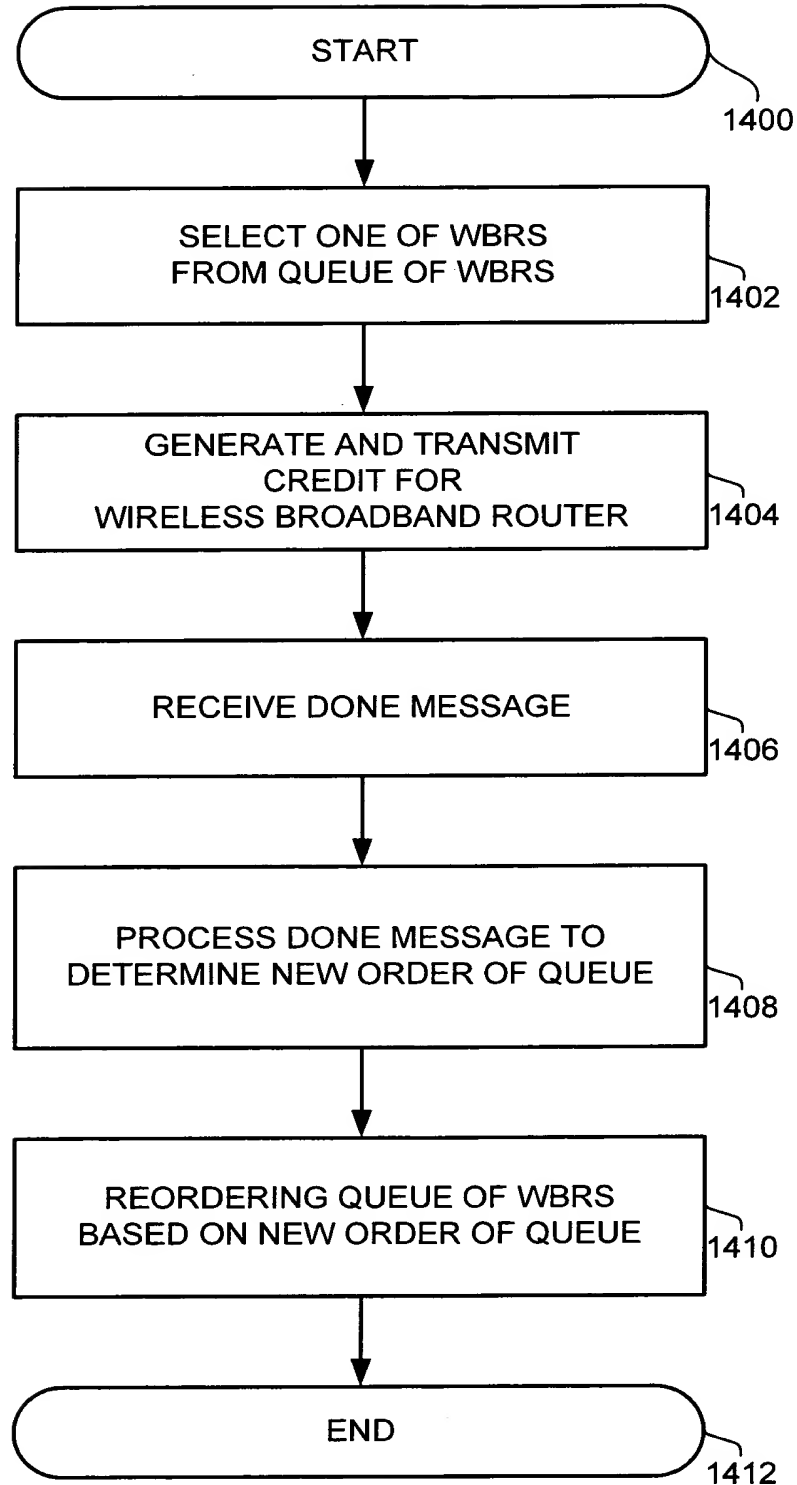 START
1400
SELECT ONE OF WBRS
FROM QUEUE OF WBRS
1402
GENERATE AND TRANSMIT
CREDIT FOR
WIRELESS BROADBAND ROUTER
1404
RECEIVE DONE MESSAGE
1406
PROCESS DONE MESSAGE TO
DETERMINE NEW ORDER OF QUEUE
1408
REORDERING QUEUE OF WBRS
BASED ON NEW ORDER OF QUEUE
1410
END
1412